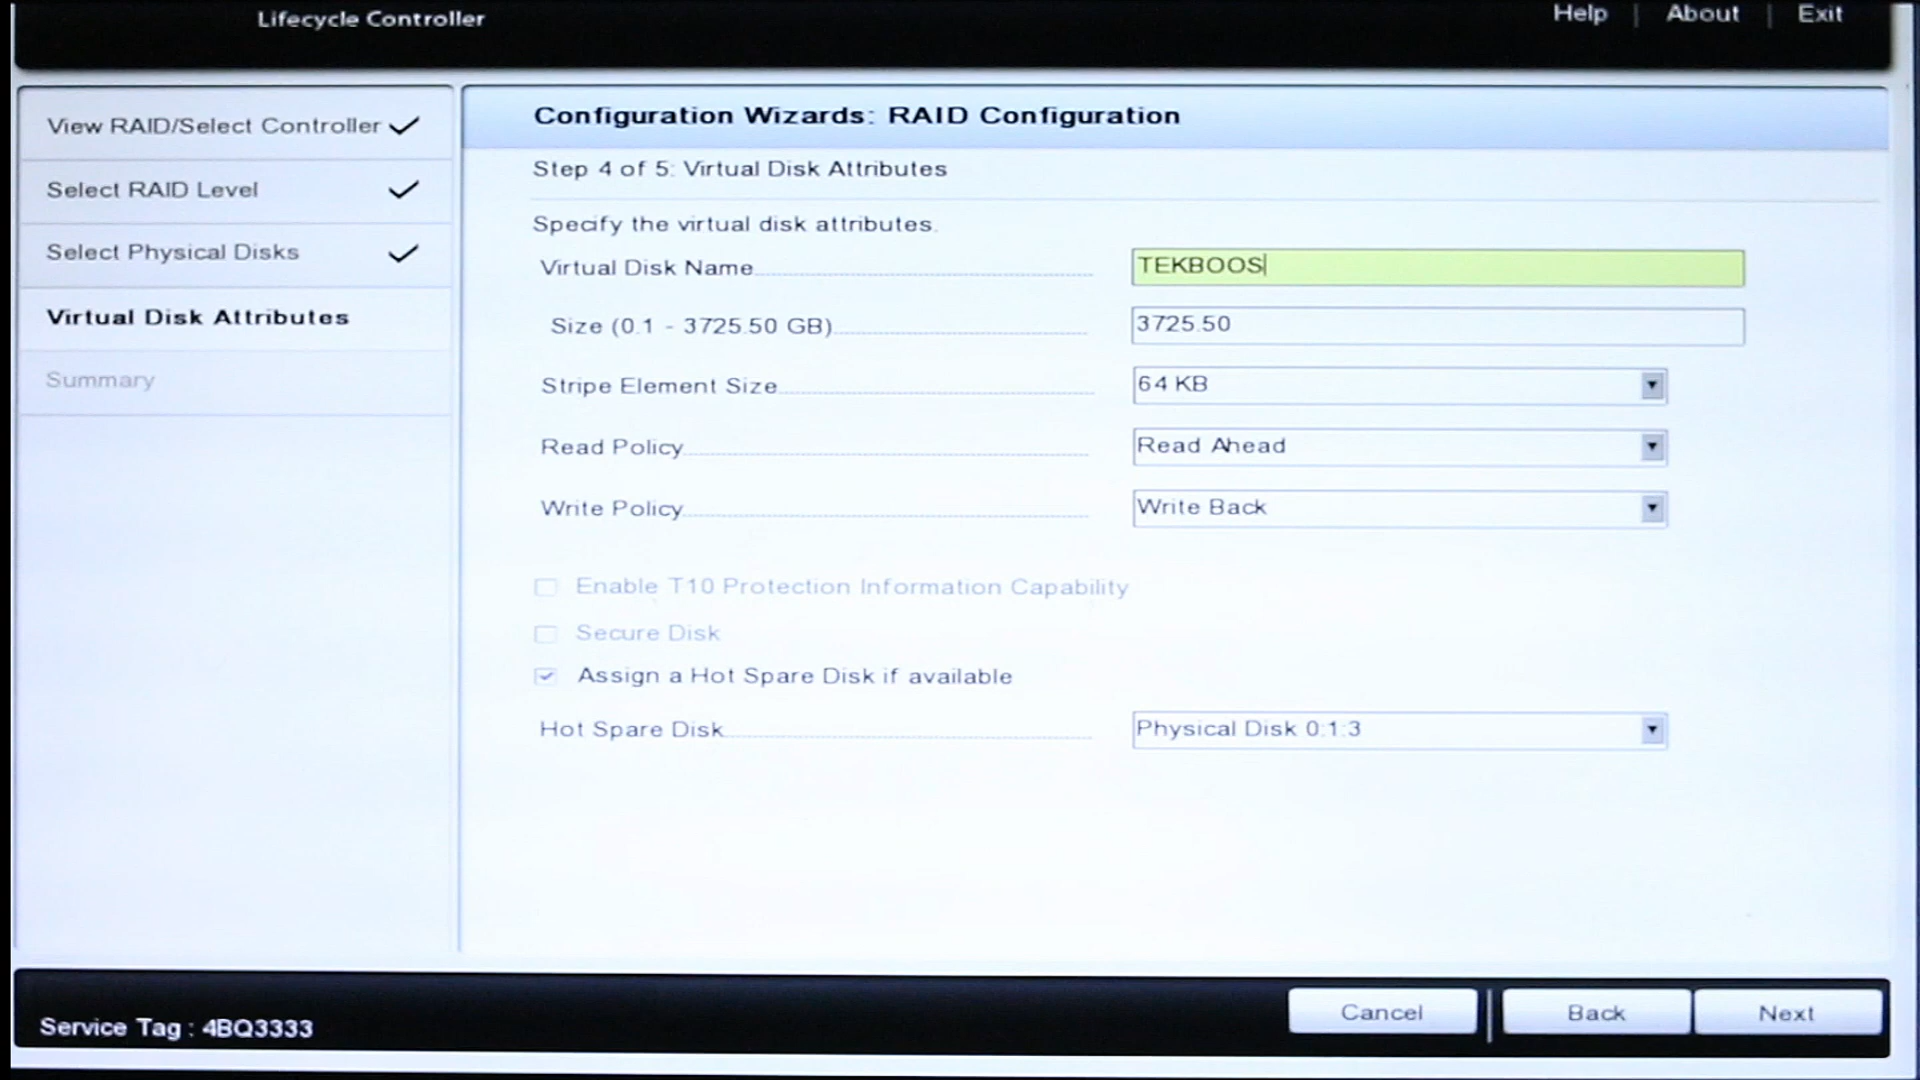 Lifecycle Controller
Help | About | Exit
View RAID/Select Controller
Select RAID Level
Select Physical Disks
Virtual Disk Attributes
Summary
Configuration Wizards: RAID Configuration
Step 4 of 5: Virtual Disk Attributes
Specify the virtual disk attributes.
Virtual Disk Name TEKBOOS
Size (0.1 - 3725.50 GB) 3725.50
Stripe Element Size 64 KB
Read Policy Read Ahead
Write Policy Write Back
Enable T10 Protection Information Capability
Secure Disk
Assign a Hot Spare Disk if available
Hot Spare Disk Physical Disk 0:1:3
Service Tag : 4BQ3333
Cancel
Back
Next